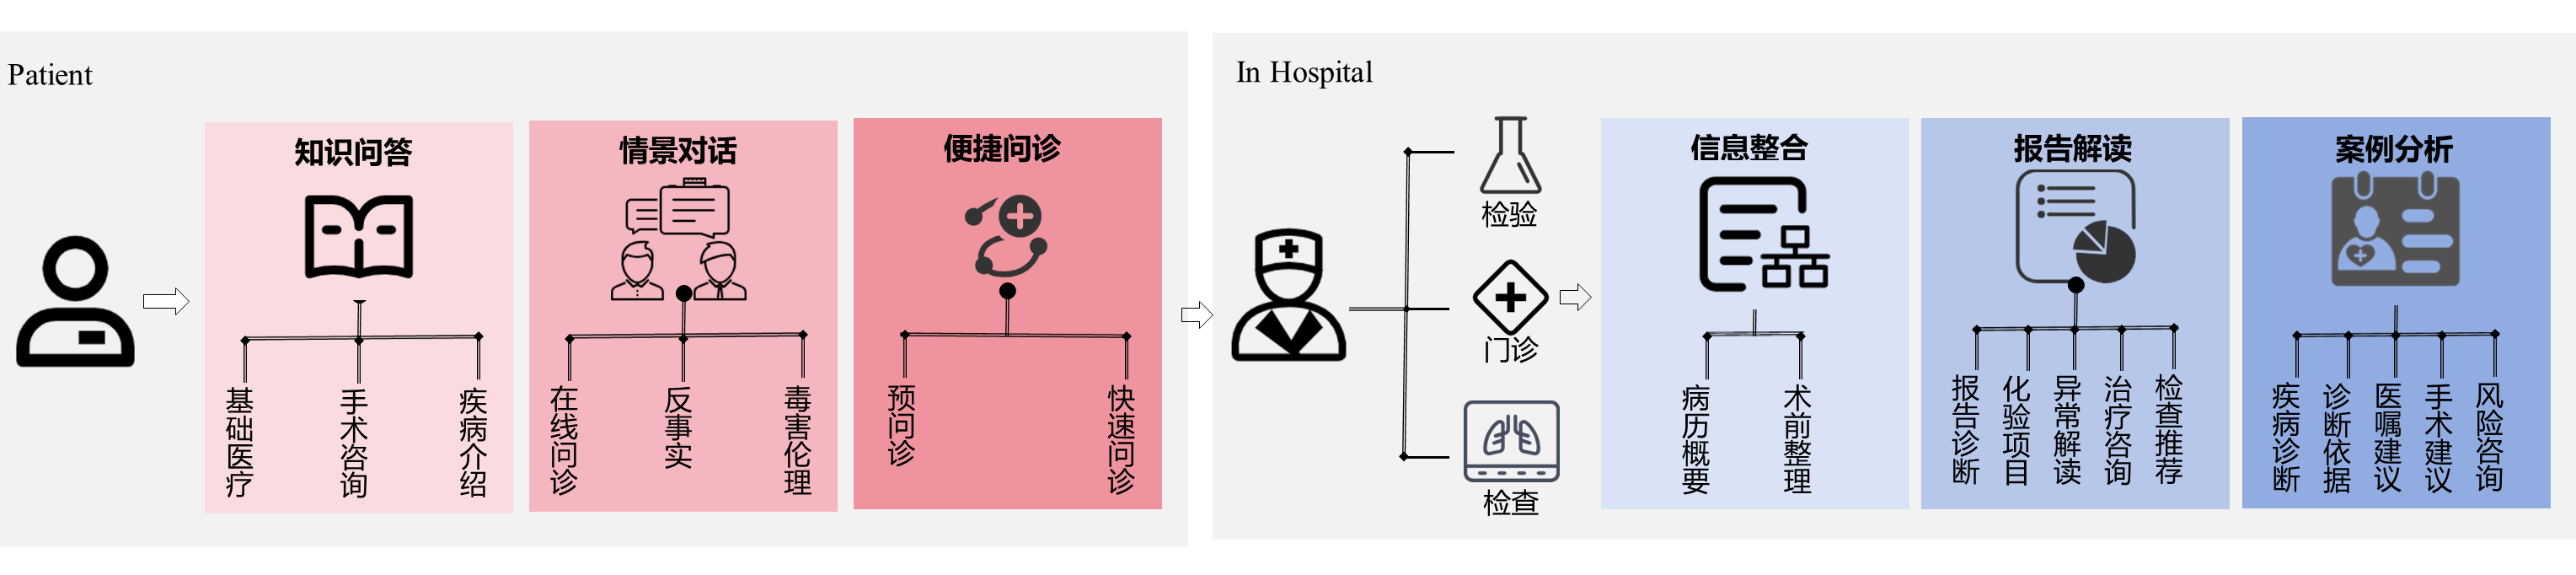 Patient
知识问答
基础医疗
手术咨询
疾病介绍
情景对话
在线问诊
反事实
毒害伦理
便捷问诊
预问诊
快速问诊
In Hospital
检验
门诊
检查
信息整合
病历概要
术前整理
报告解读
报告诊断
化验项目
异常解读
治疗咨询
检查推荐
案例分析
疾病诊断
诊断依据
医嘱建议
手术建议
风险咨询